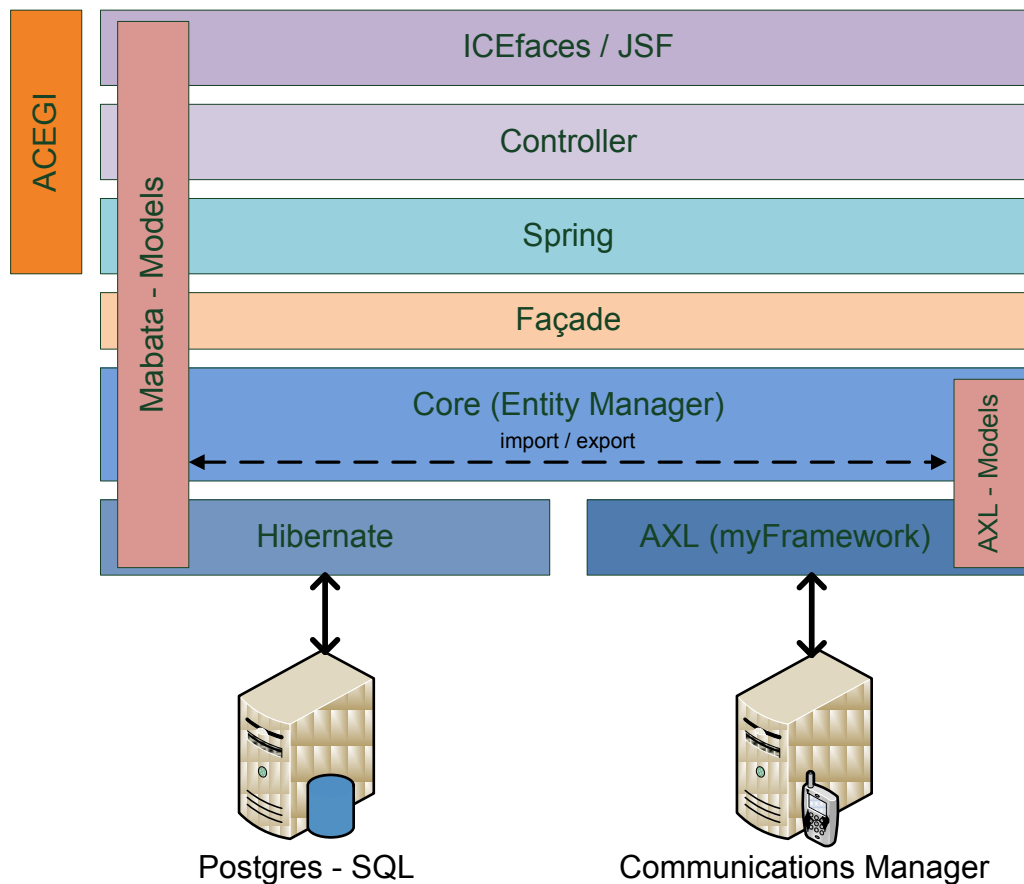 ACEGI
Mabata - Models
ICEfaces / JSF
Controller
Spring
Façade
Core (Entity Manager)
import / export
AXL - Models
Hibernate
AXL (myFramework)
Postgres - SQL
Communications Manager